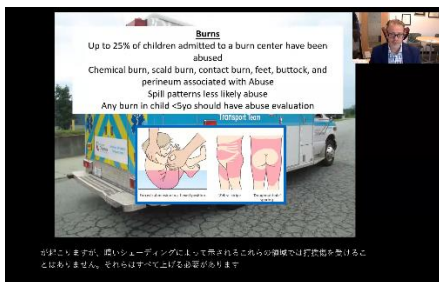 Burns
Up to 25% of children admitted to a burn center have been
abused
Chemical burn, scald burn, contact burn, feet, buttock, and
perineum associated with Abuse
Spill patterns less likely abuse
Any burn in child <5yo should have abuse evaluation
Transport Team
が起こりますが、暗いシェーディングによって示されるこれらの領域では打撲傷を受けるこ
とはありません。それらはすべて上げる必要があります